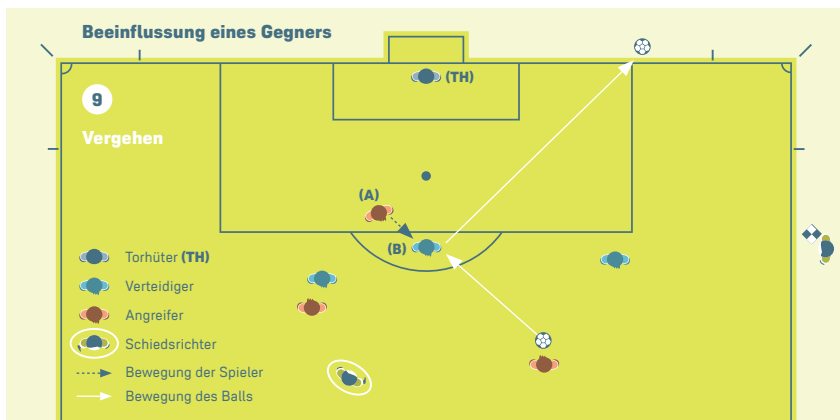 Beeinflussung eines Gegners
(TH)
9
Vergehen
(A)
(B)
Torhüter (TH)
Verteidiger
Angreifer
Schiedsrichter
Bewegung der Spieler
Bewegung des Balls